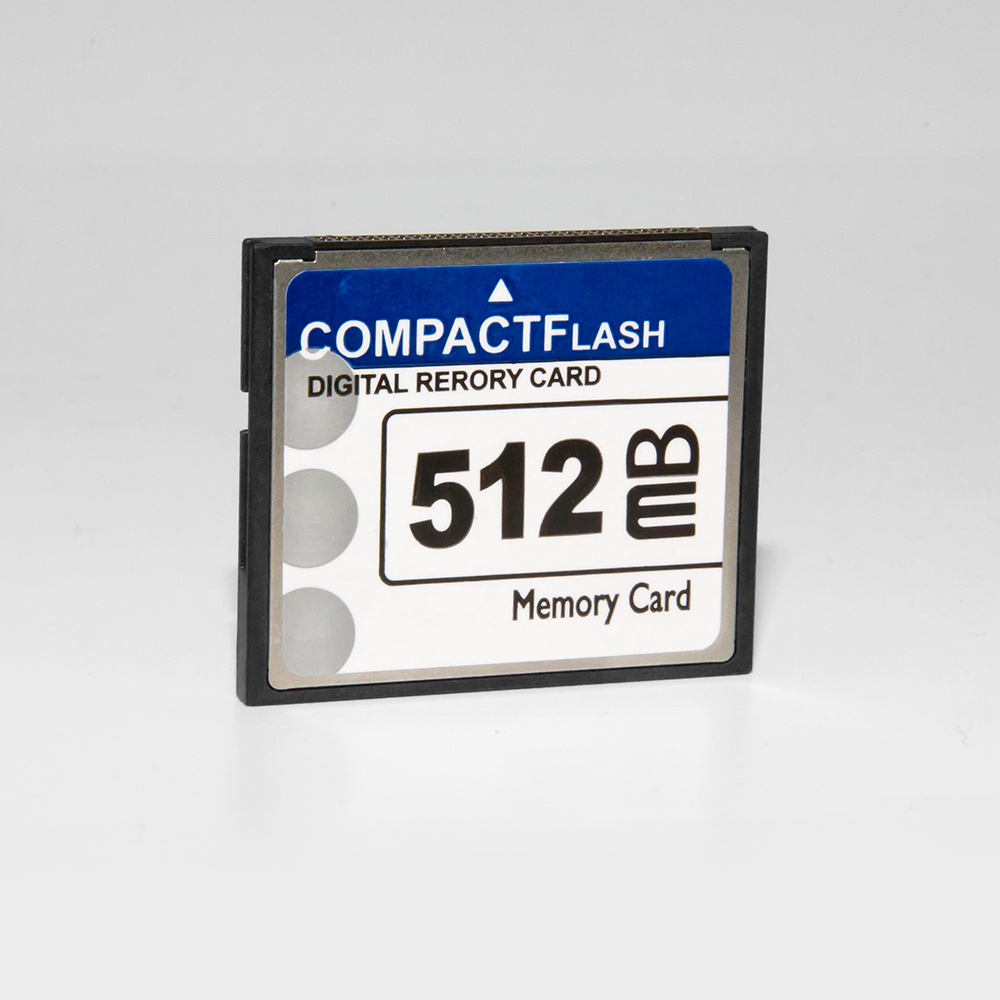 COMPACTFLASH
DIGITAL RERORY CARD
512 MB
Memory Card